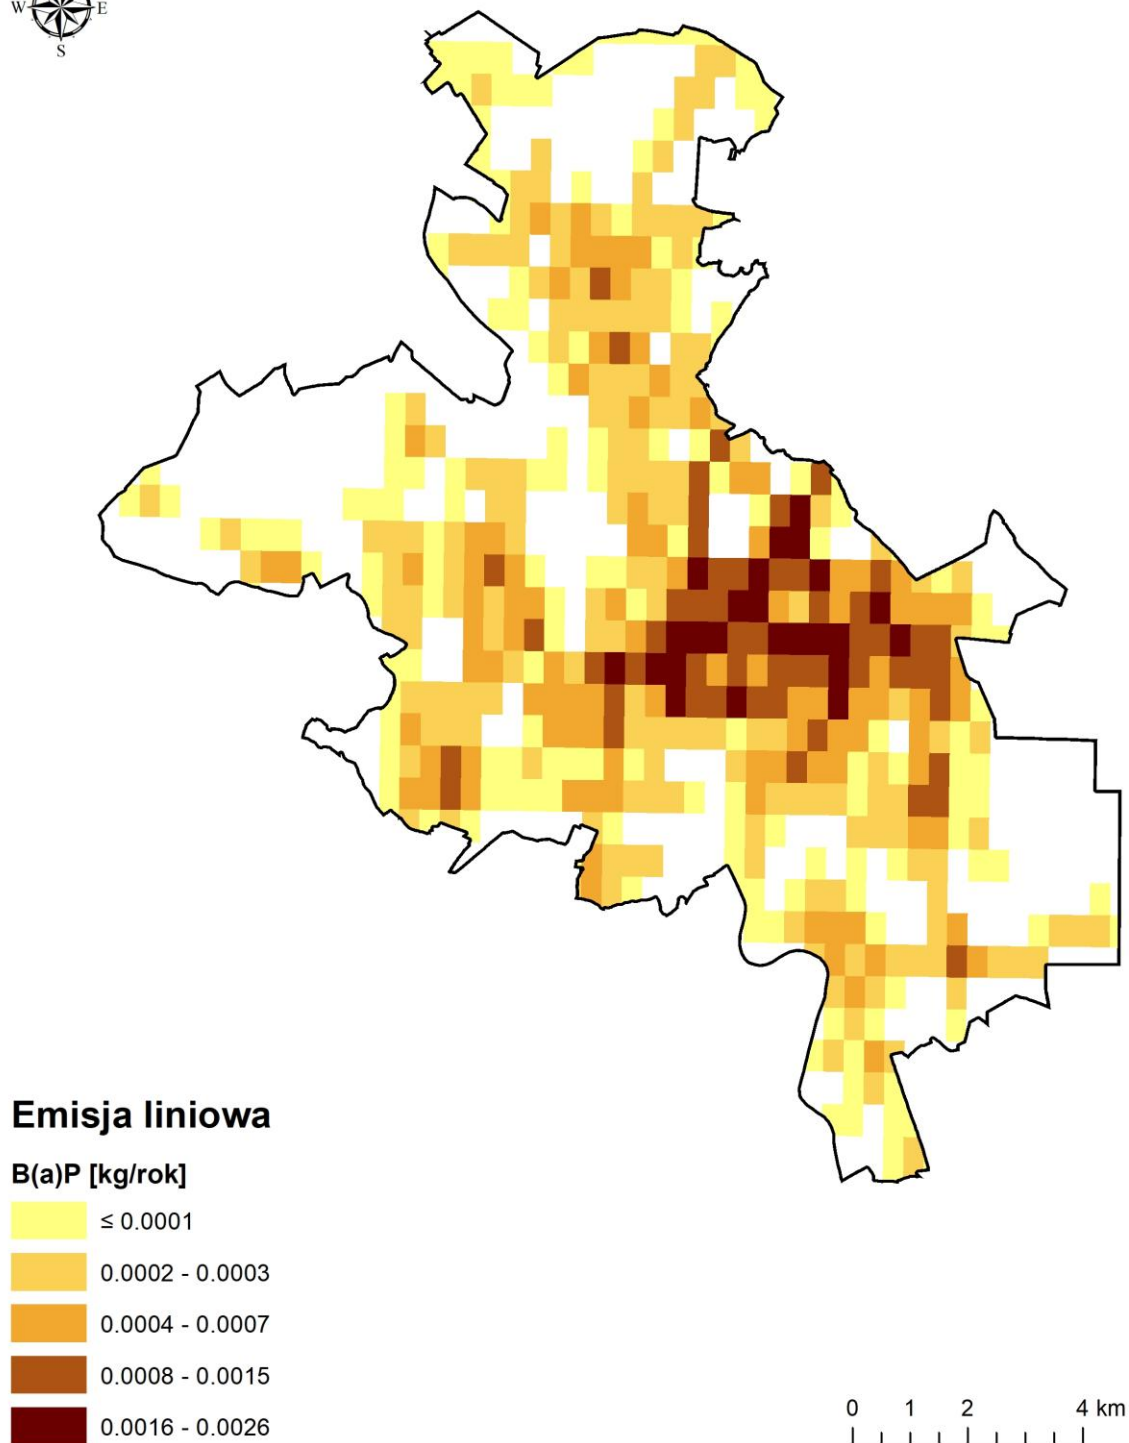 W E
S
Emisja liniowa
B(a)P [kg/rok]
≤ 0.0001
0.0002 - 0.0003
0.0004 - 0.0007
0.0008 - 0.0015
0.0016 - 0.0026
0 1 2 4 km